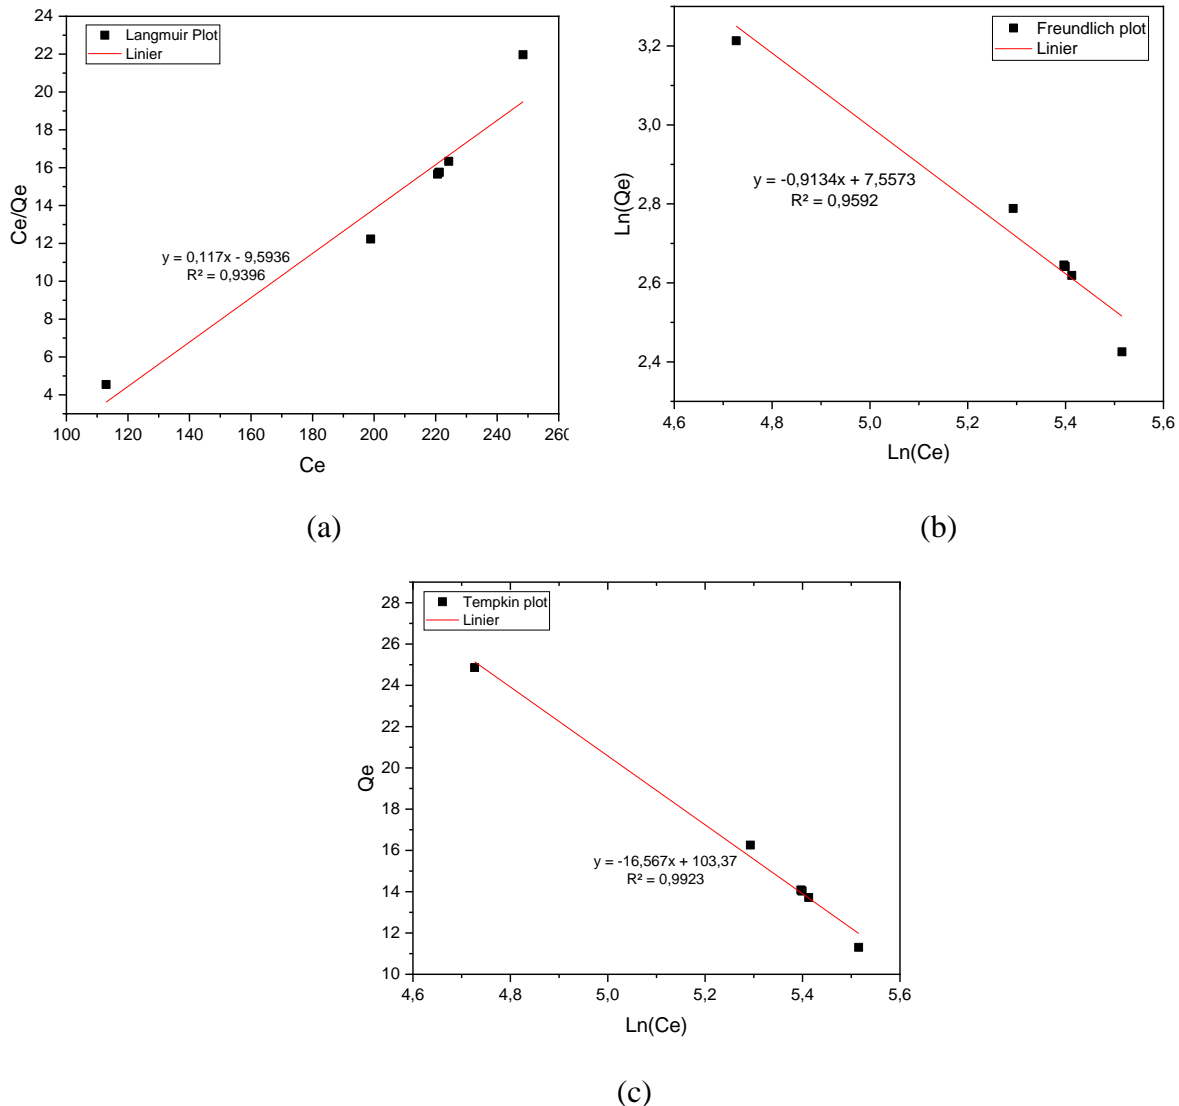 Langmuir Plot
Linier
24
22
20
18
16
14
12
10
8
6
4
Ce/Qe
y = 0,117x - 9,5936
R² = 0,9396
100 120 140 160 180 200 220 240 260
Ce
(a)
Freundlich plot
Linier
3,2
3,0
2,8
2,6
2,4
Ln(Qe)
y = -0,9134x + 7,5573
R² = 0,9592
4,6 4,8 5,0 5,2 5,4 5,6
Ln(Ce)
(b)
Tempkin plot
Linier
28
26
24
22
20
18
16
14
12
10
Qe
y = -16,567x + 103,37
R² = 0,9923
4,6 4,8 5,0 5,2 5,4 5,6
Ln(Ce)
(c)